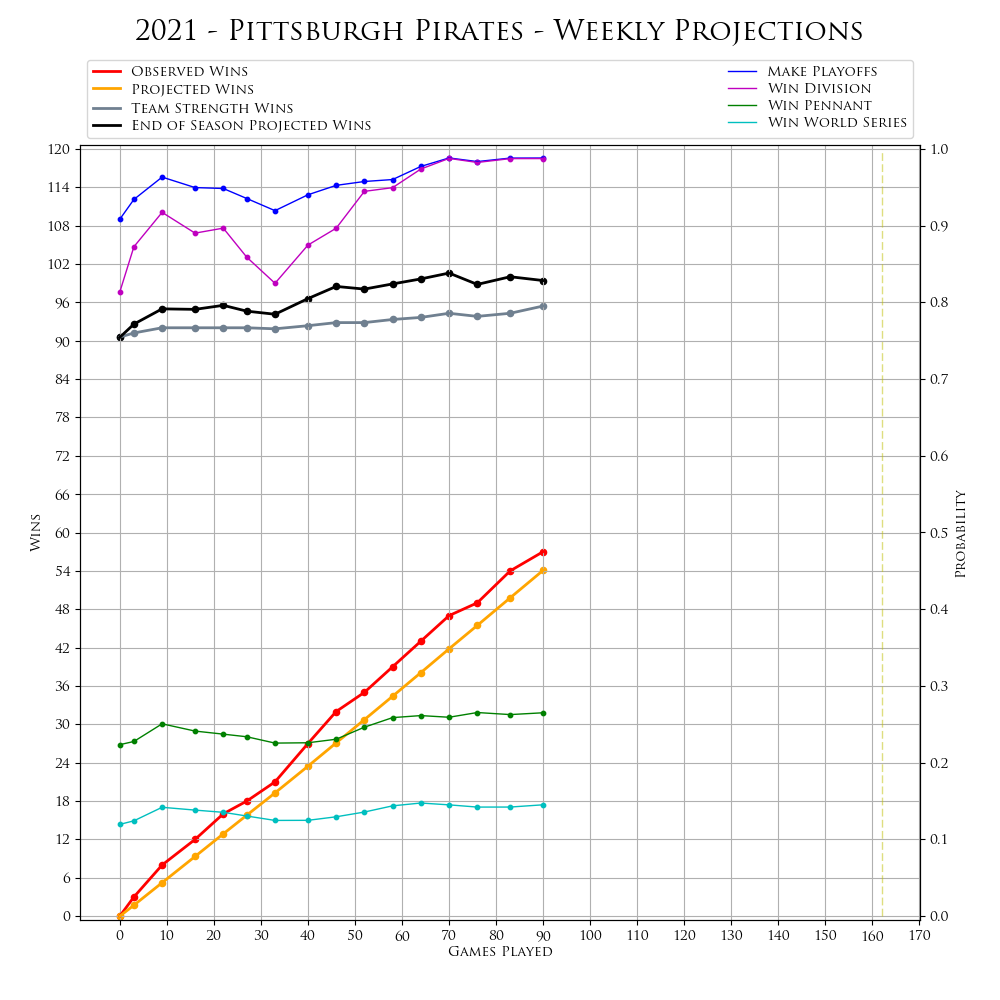 2021 - Pittsburgh Pirates - Weekly Projections
Observed Wins
Projected Wins
Team Strength Wins
End of Season Projected Wins
Make Playoffs
Win Division
Win Pennant
Win World Series
120
114
108
102
96
90
84
78
72
66
60
54
48
42
36
30
24
18
12
6
0
Wins
1.0
0.9
0.8
0.7
0.6
0.5
0.4
0.3
0.2
0.1
0.0
Probability
0 10 20 30 40 50 60 70 80 90 100 110 120 130 140 150 160 170
Games Played